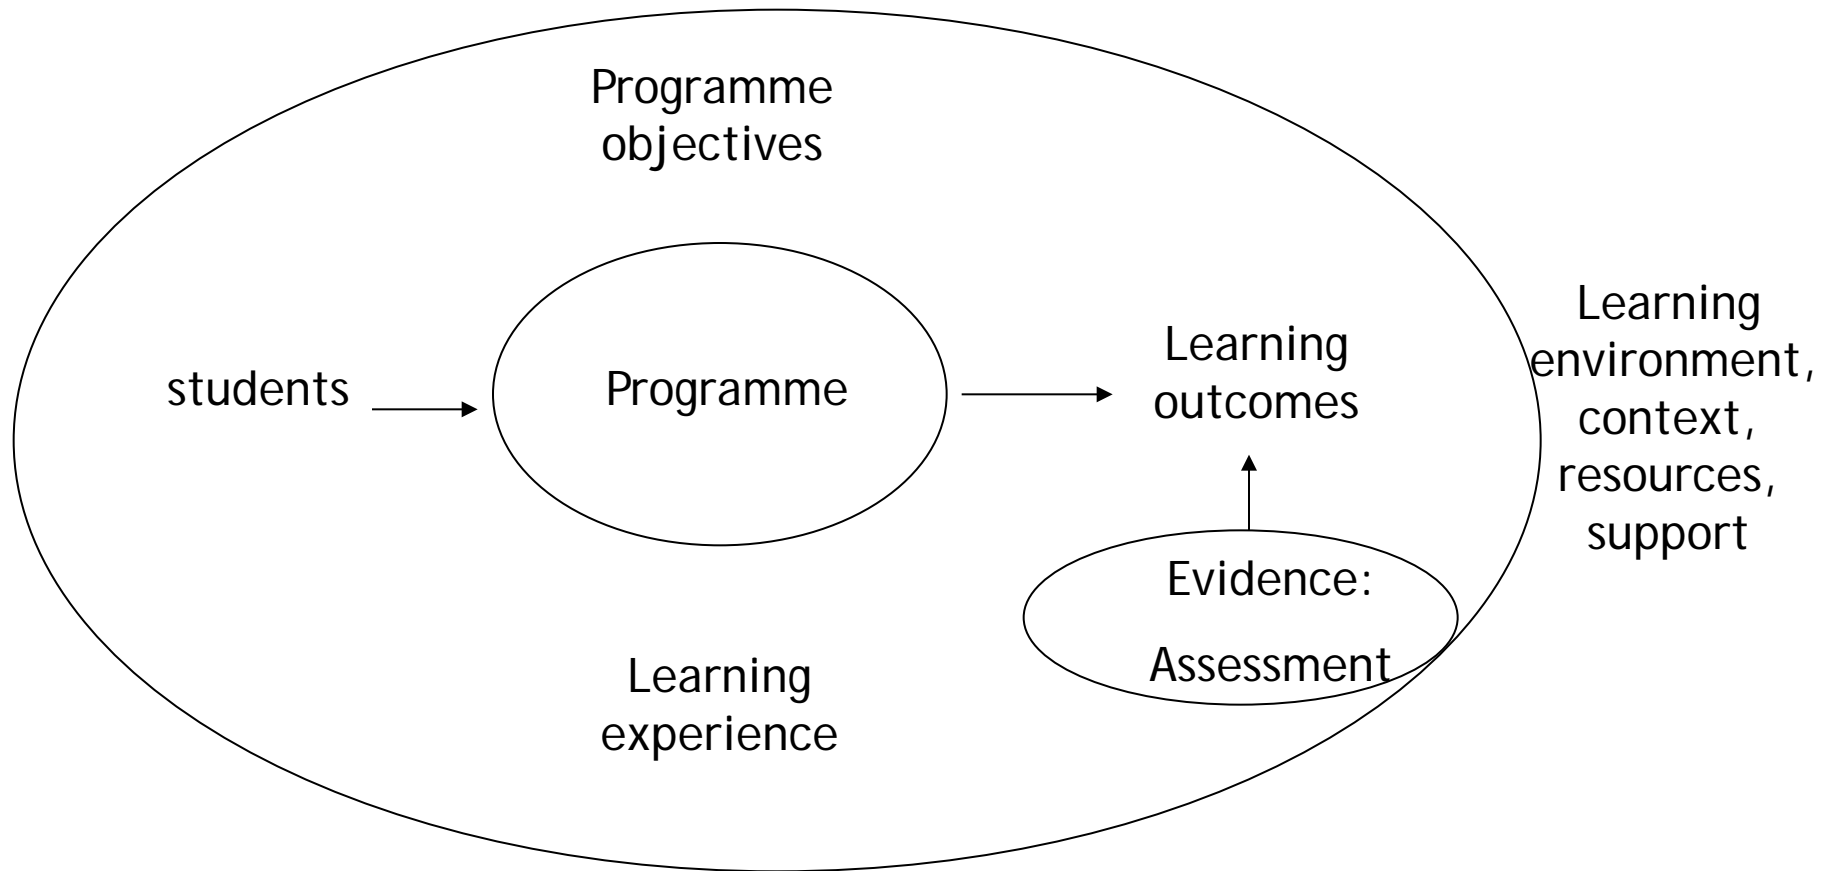 Programme
objectives
students
Programme
Learning
outcomes
Learning
environment,
context,
resources,
support
Evidence:
Assessment
Learning
experience